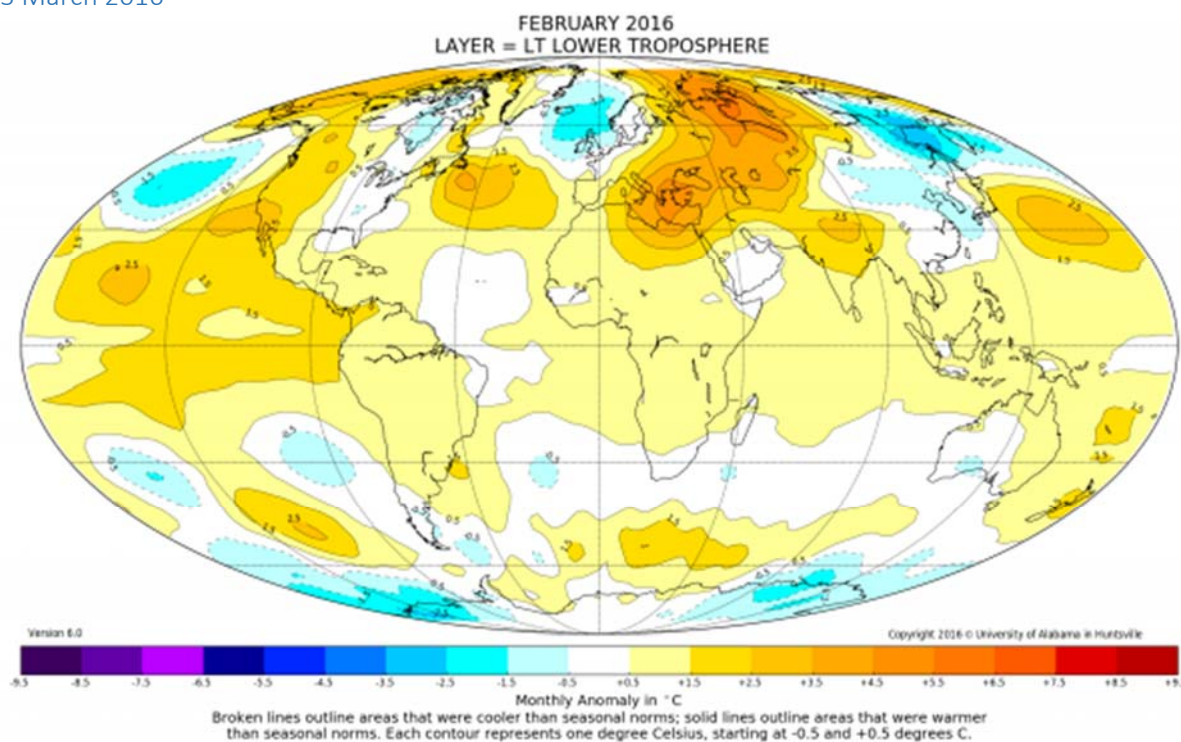 3 March 2016
FEBRUARY 2016
LAYER = LT LOWER TROPOSPHERE
Version 6.0
Copyright 2016 © University of Alabama in Huntsville
-9.5 -8.5 -7.5 -6.5 -5.5 -4.5 -3.5 -2.5 -1.5 -0.5 +0.5 +1.5 +2.5 +3.5 +4.5 +5.5 +6.5 +7.5 +8.5 +9.
Monthly Anomaly in °C
Broken lines outline areas that were cooler than seasonal norms; solid lines outline areas that were warmer
than seasonal norms. Each contour represents one degree Celsius, starting at -0.5 and +0.5 degrees C.